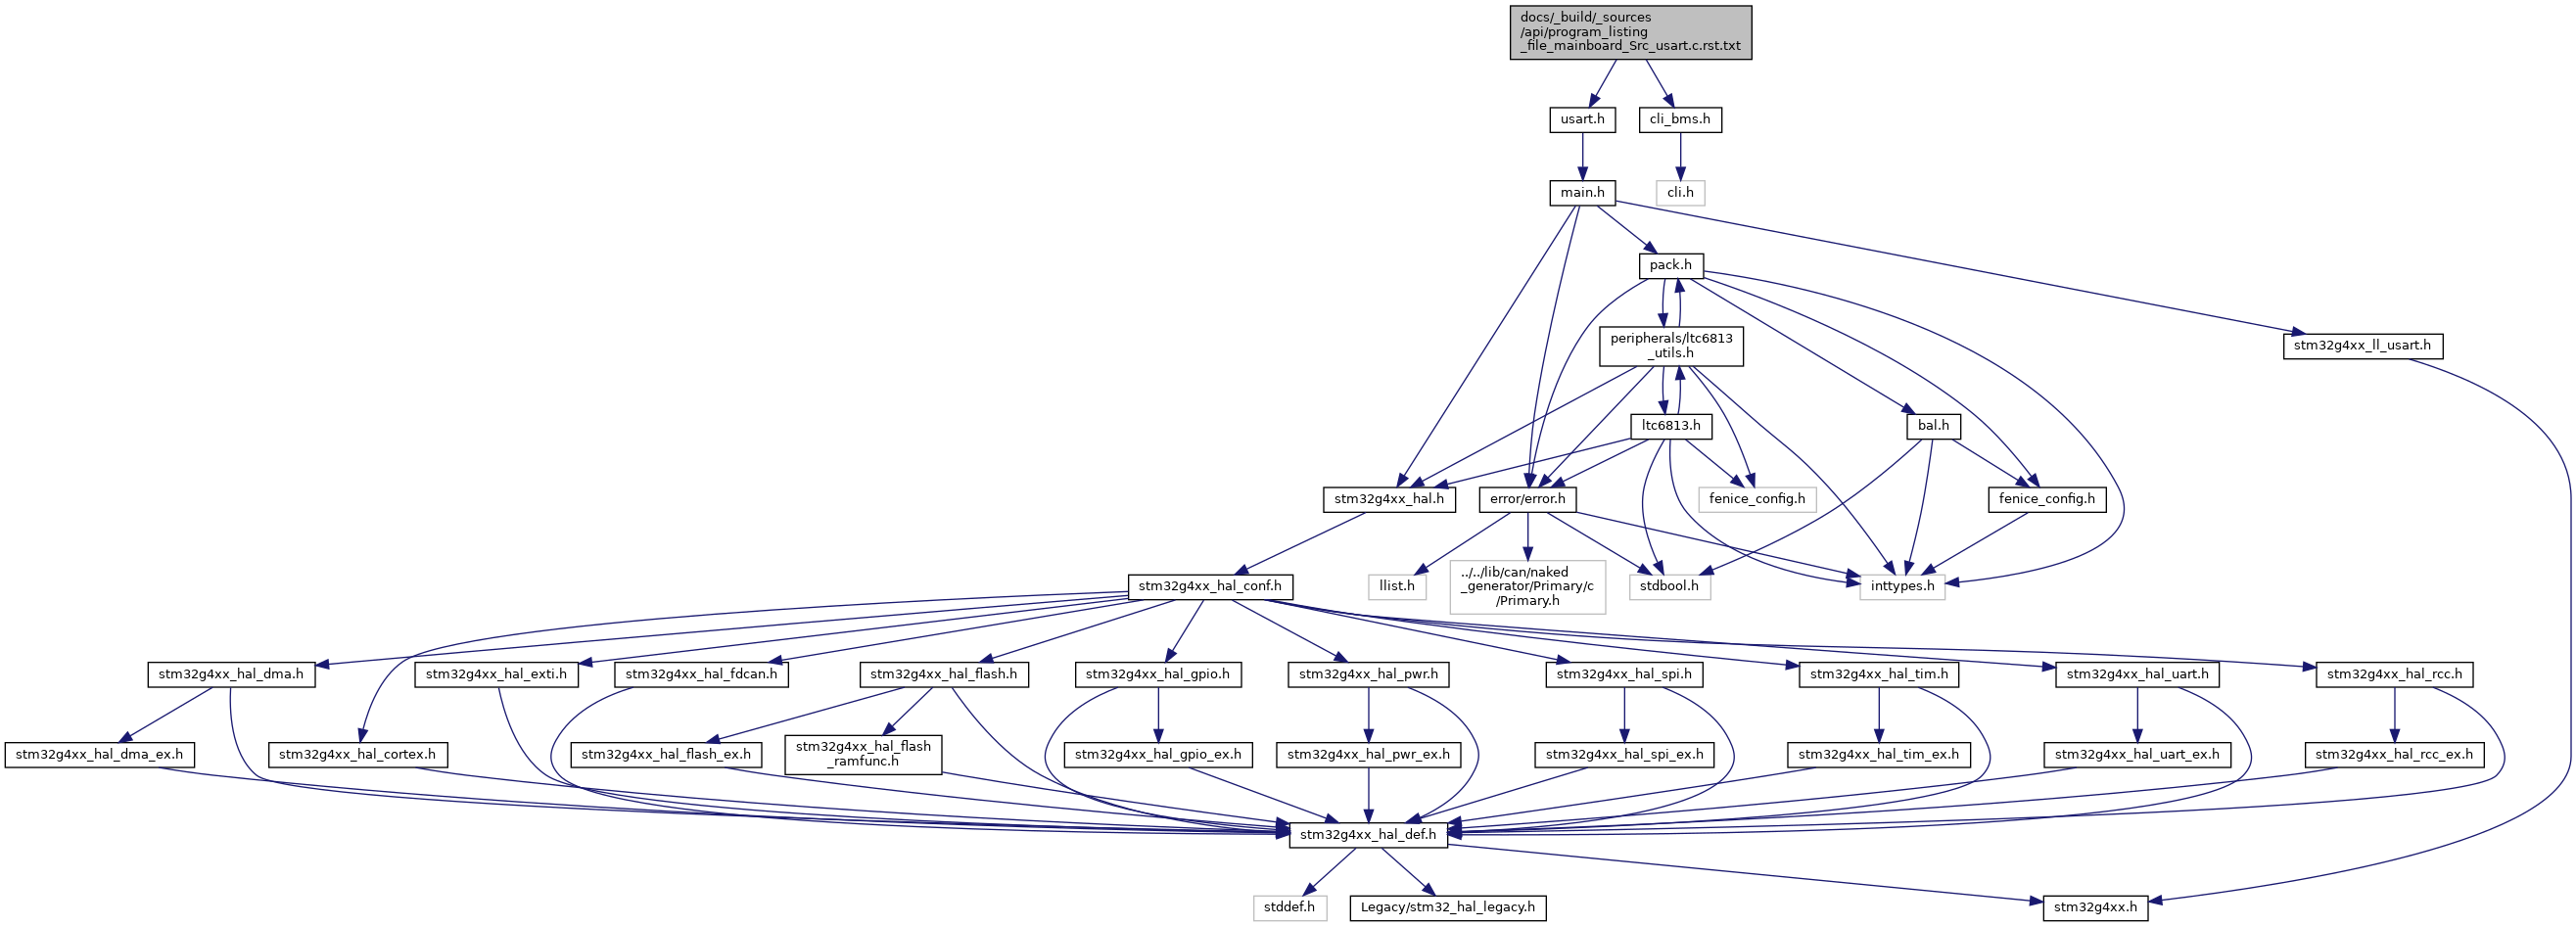 docs/_build/_sources
/api/program_listing
_file_mainboard_Src_usart.c.rst.txt
usart.h
cli_bms.h
main.h
cli.h
pack.h
peripherals/ltc6813
_utils.h
stm32g4xx_ll_usart.h
ltc6813.h
bal.h
stm32g4xx_hal.h
error/error.h
fenice_config.h
fenice_config.h
stm32g4xx_hal_conf.h
llist.h
../../lib/can/naked
_generator/Primary/c
/Primary.h
stdbool.h
inttypes.h
stm32g4xx_hal_dma.h
stm32g4xx_hal_exti.h
stm32g4xx_hal_fdcan.h
stm32g4xx_hal_flash.h
stm32g4xx_hal_gpio.h
stm32g4xx_hal_pwr.h
stm32g4xx_hal_spi.h
stm32g4xx_hal_tim.h
stm32g4xx_hal_uart.h
stm32g4xx_hal_rcc.h
stm32g4xx_hal_dma_ex.h
stm32g4xx_hal_cortex.h
stm32g4xx_hal_flash_ex.h
stm32g4xx_hal_flash
_ramfunc.h
stm32g4xx_hal_gpio_ex.h
stm32g4xx_hal_pwr_ex.h
stm32g4xx_hal_spi_ex.h
stm32g4xx_hal_tim_ex.h
stm32g4xx_hal_uart_ex.h
stm32g4xx_hal_rcc_ex.h
stm32g4xx_hal_def.h
stddef.h
Legacy/stm32_hal_legacy.h
stm32g4xx.h